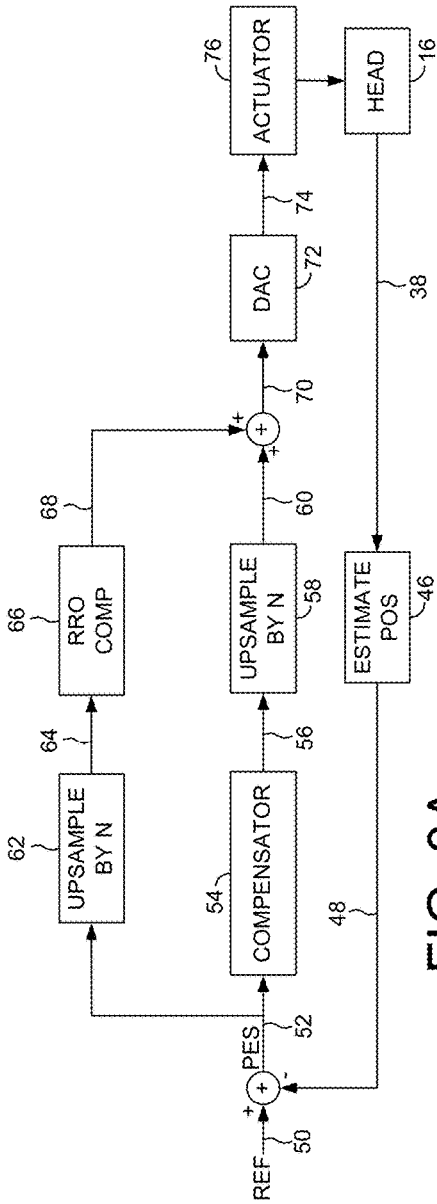 76
ACTUATOR
HEAD
16
74
DAC
72
38
70
68
60
66
RRO
COMP
UPSAMPLE
BY N
58
ESTIMATE
POS
46
64
56
62
UPSAMPLE
BY N
54
COMPENSATOR
48
PES
52
+
+
+
+
+
-
REF
50